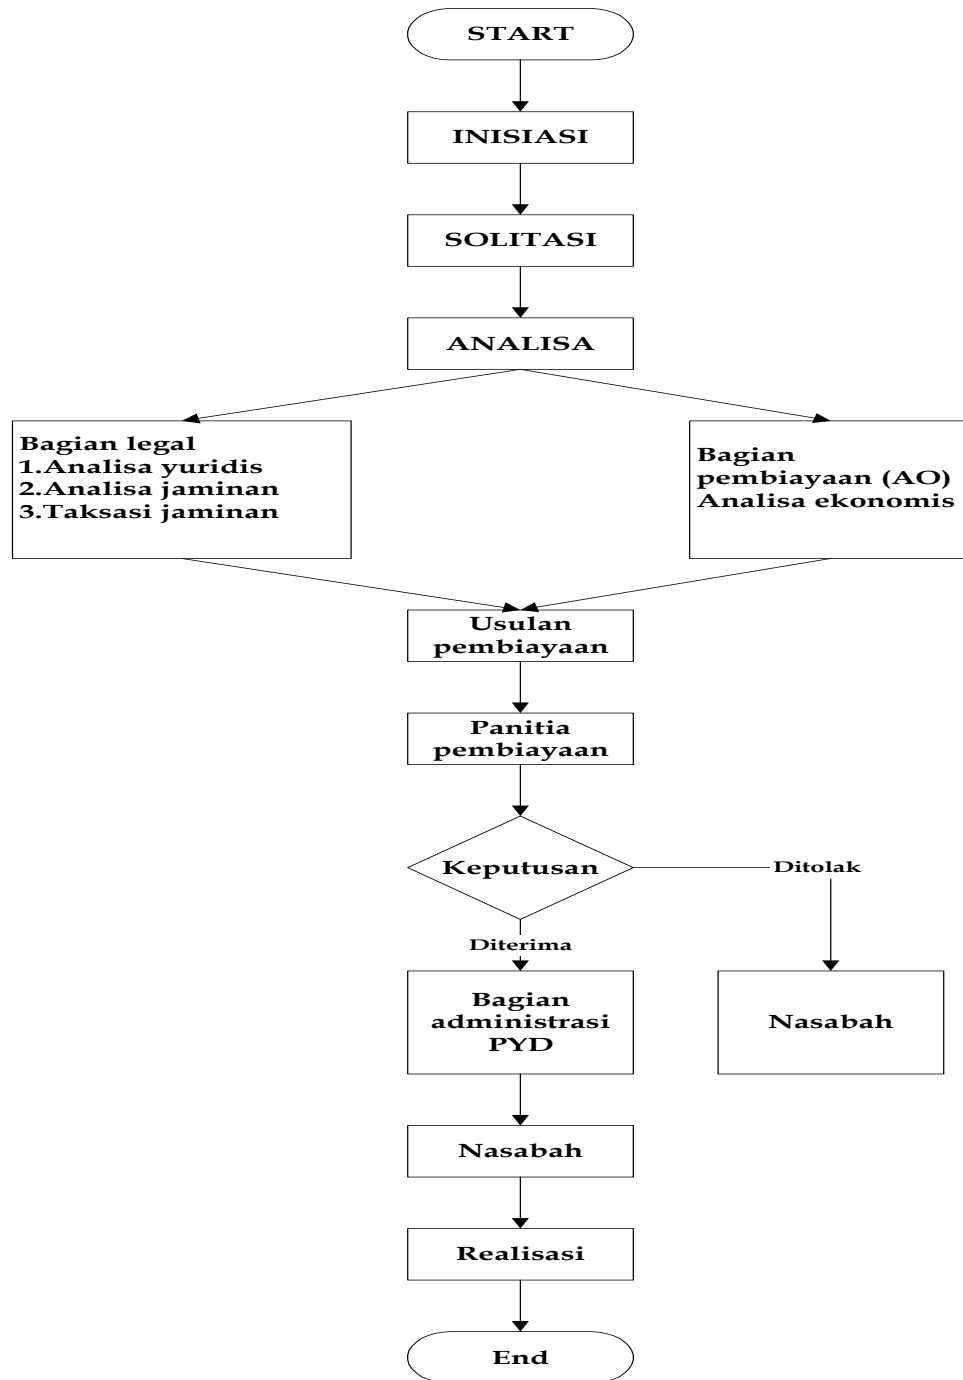 START
INISIASI
SOLITASI
ANALISA
Bagian legal
1.Analisa yuridis
2.Analisa jaminan
3.Taksasi jaminan
Bagian
pembiayaan (AO)
Analisa ekonomis
Usulan
pembiayaan
Panitia
pembiayaan
Keputusan
Ditolak
Diterima
Bagian
administrasi
PYD
Nasabah
Nasabah
Realisasi
End